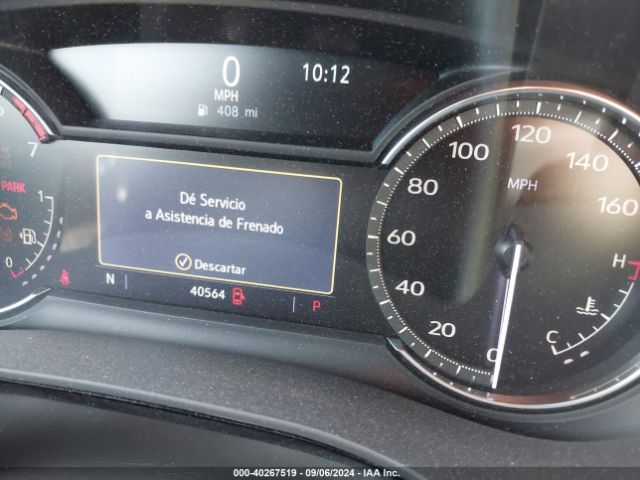 0
10:12
MPH
408 mi
7
PARK
1
0
Dé Servicio
a Asistencia de Frenado
Descartar
N
40564
P
0
20
40
60
80
100
120
140
160
MPH
H
C
000-40267519 - 09/06/2024 - IAAI Inc.